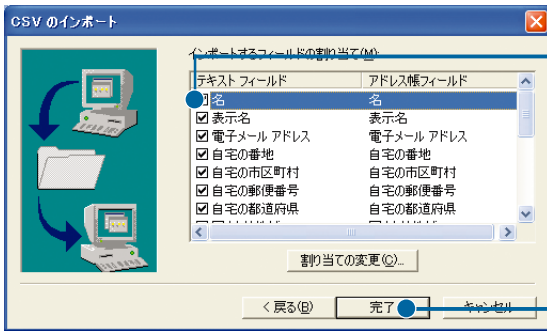 CSV のインポート
インポートするフィールドの割り当て(M):
テキスト フィールド アドレス帳フィールド
名 名
表示名 表示名
電子メール アドレス 電子メール アドレス
自宅の番地 自宅の番地
自宅の市区町村 自宅の市区町村
自宅の郵便番号 自宅の郵便番号
自宅の都道府県 自宅の都道府県
割り当ての変更(C)...
< 戻る(B) 完了 キャンセル